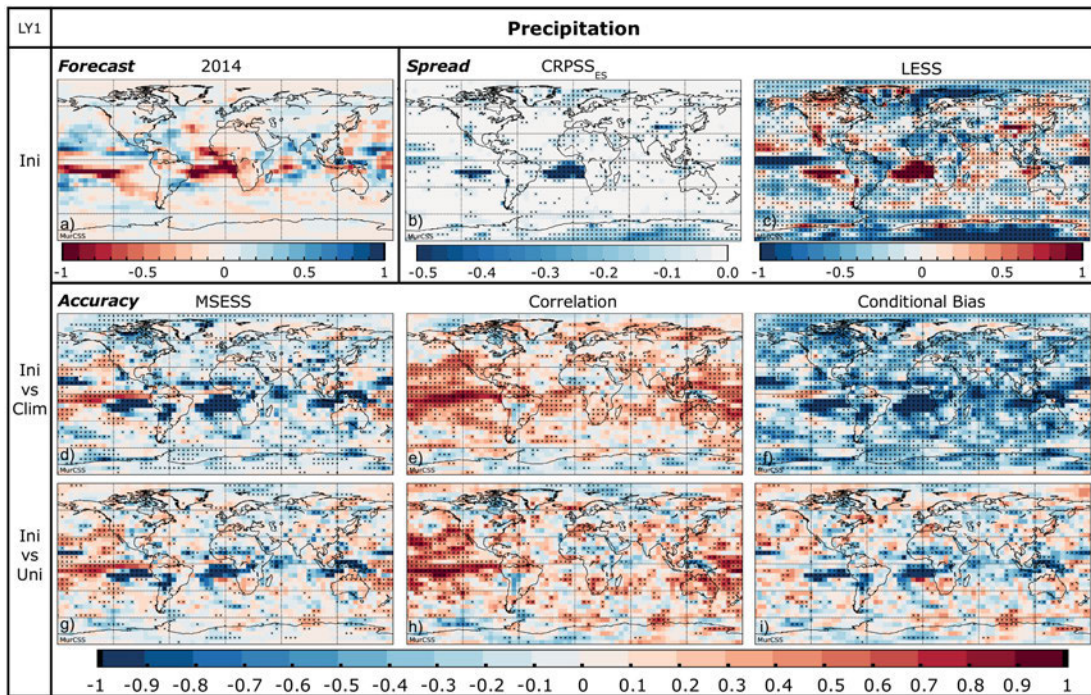 LY1
Precipitation
Forecast 2014
Spread CRPSS_ES
LESS
Ini
a)
MurCSS
b)
MurCSS
c)
MurCSS
-1 -0.5 0 0.5 1
-0.5 -0.4 -0.3 -0.2 -0.1 0.0
-1 -0.5 0 0.5 1
Accuracy MSESS
Correlation
Conditional Bias
Ini
vs
Clim
d)
MurCSS
e)
MurCSS
f)
MurCSS
Ini
vs
Uni
g)
MurCSS
h)
MurCSS
i)
MurCSS
-1 -0.9 -0.8 -0.7 -0.6 -0.5 -0.4 -0.3 -0.2 -0.1 0 0.1 0.2 0.3 0.4 0.5 0.6 0.7 0.8 0.9 1